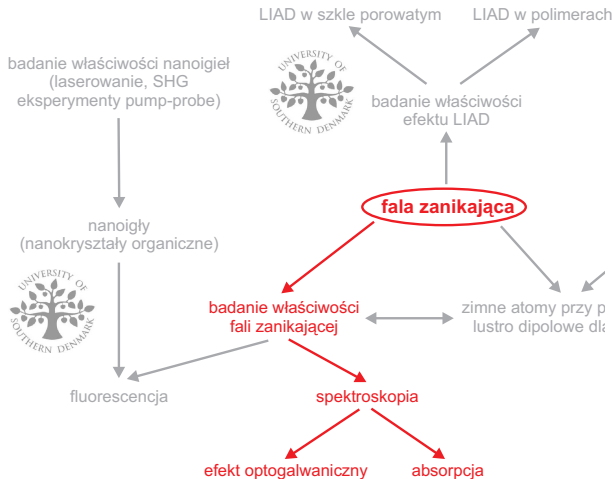 LIAD w szkle porowatym
LIAD w polimerach
badanie właściwości nanoigieł
(laserowanie, SHG
eksperymenty pump-probe)
UNIVERSITY OF
SOUTHERN DENMARK
badanie właściwości
efektu LIAD
fala zanikająca
nanoigły
(nanokryształy organiczne)
UNIVERSITY OF
SOUTHERN DENMARK
badanie właściwości
fali zanikającej
zimne atomy przy p
lustro dipolowe dla
fluorescencja
spektroskopia
efekt optogalwaniczny
absorpcja